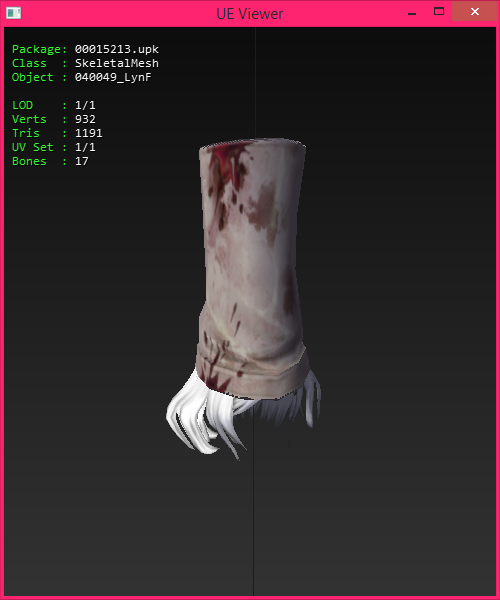 UE Viewer
Package: 00015213.upk
Class : SkeletalMesh
Object : 040049_LynF
LOD : 1/1
Verts : 932
Tris : 1191
UV Set : 1/1
Bones : 17